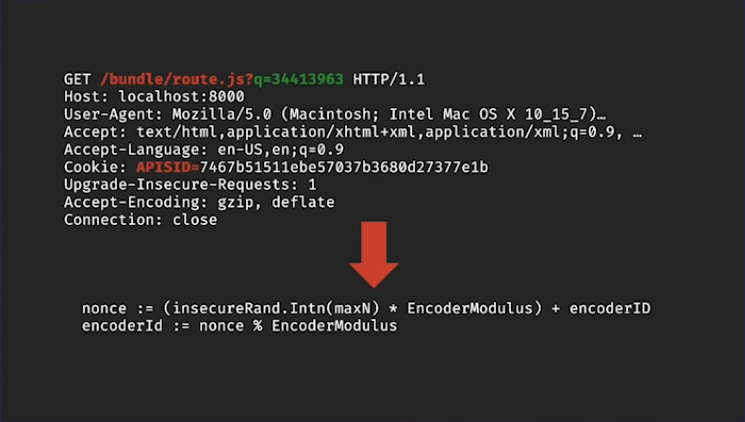 GET /bundle/route.js?q=34413963 HTTP/1.1
Host: localhost:8000
User-Agent: Mozilla/5.0 (Macintosh; Intel Mac OS X 10_15_7)…
Accept: text/html,application/xhtml+xml,application/xml;q=0.9, …
Accept-Language: en-US,en;q=0.9
Cookie: APISID=7467b51511ebe57037b3680d27377e1b
Upgrade-Insecure-Requests: 1
Accept-Encoding: gzip, deflate
Connection: close
nonce := (insecureRand.Intn(maxN) * EncoderModulus) + encoderID
encoderId := nonce % EncoderModulus